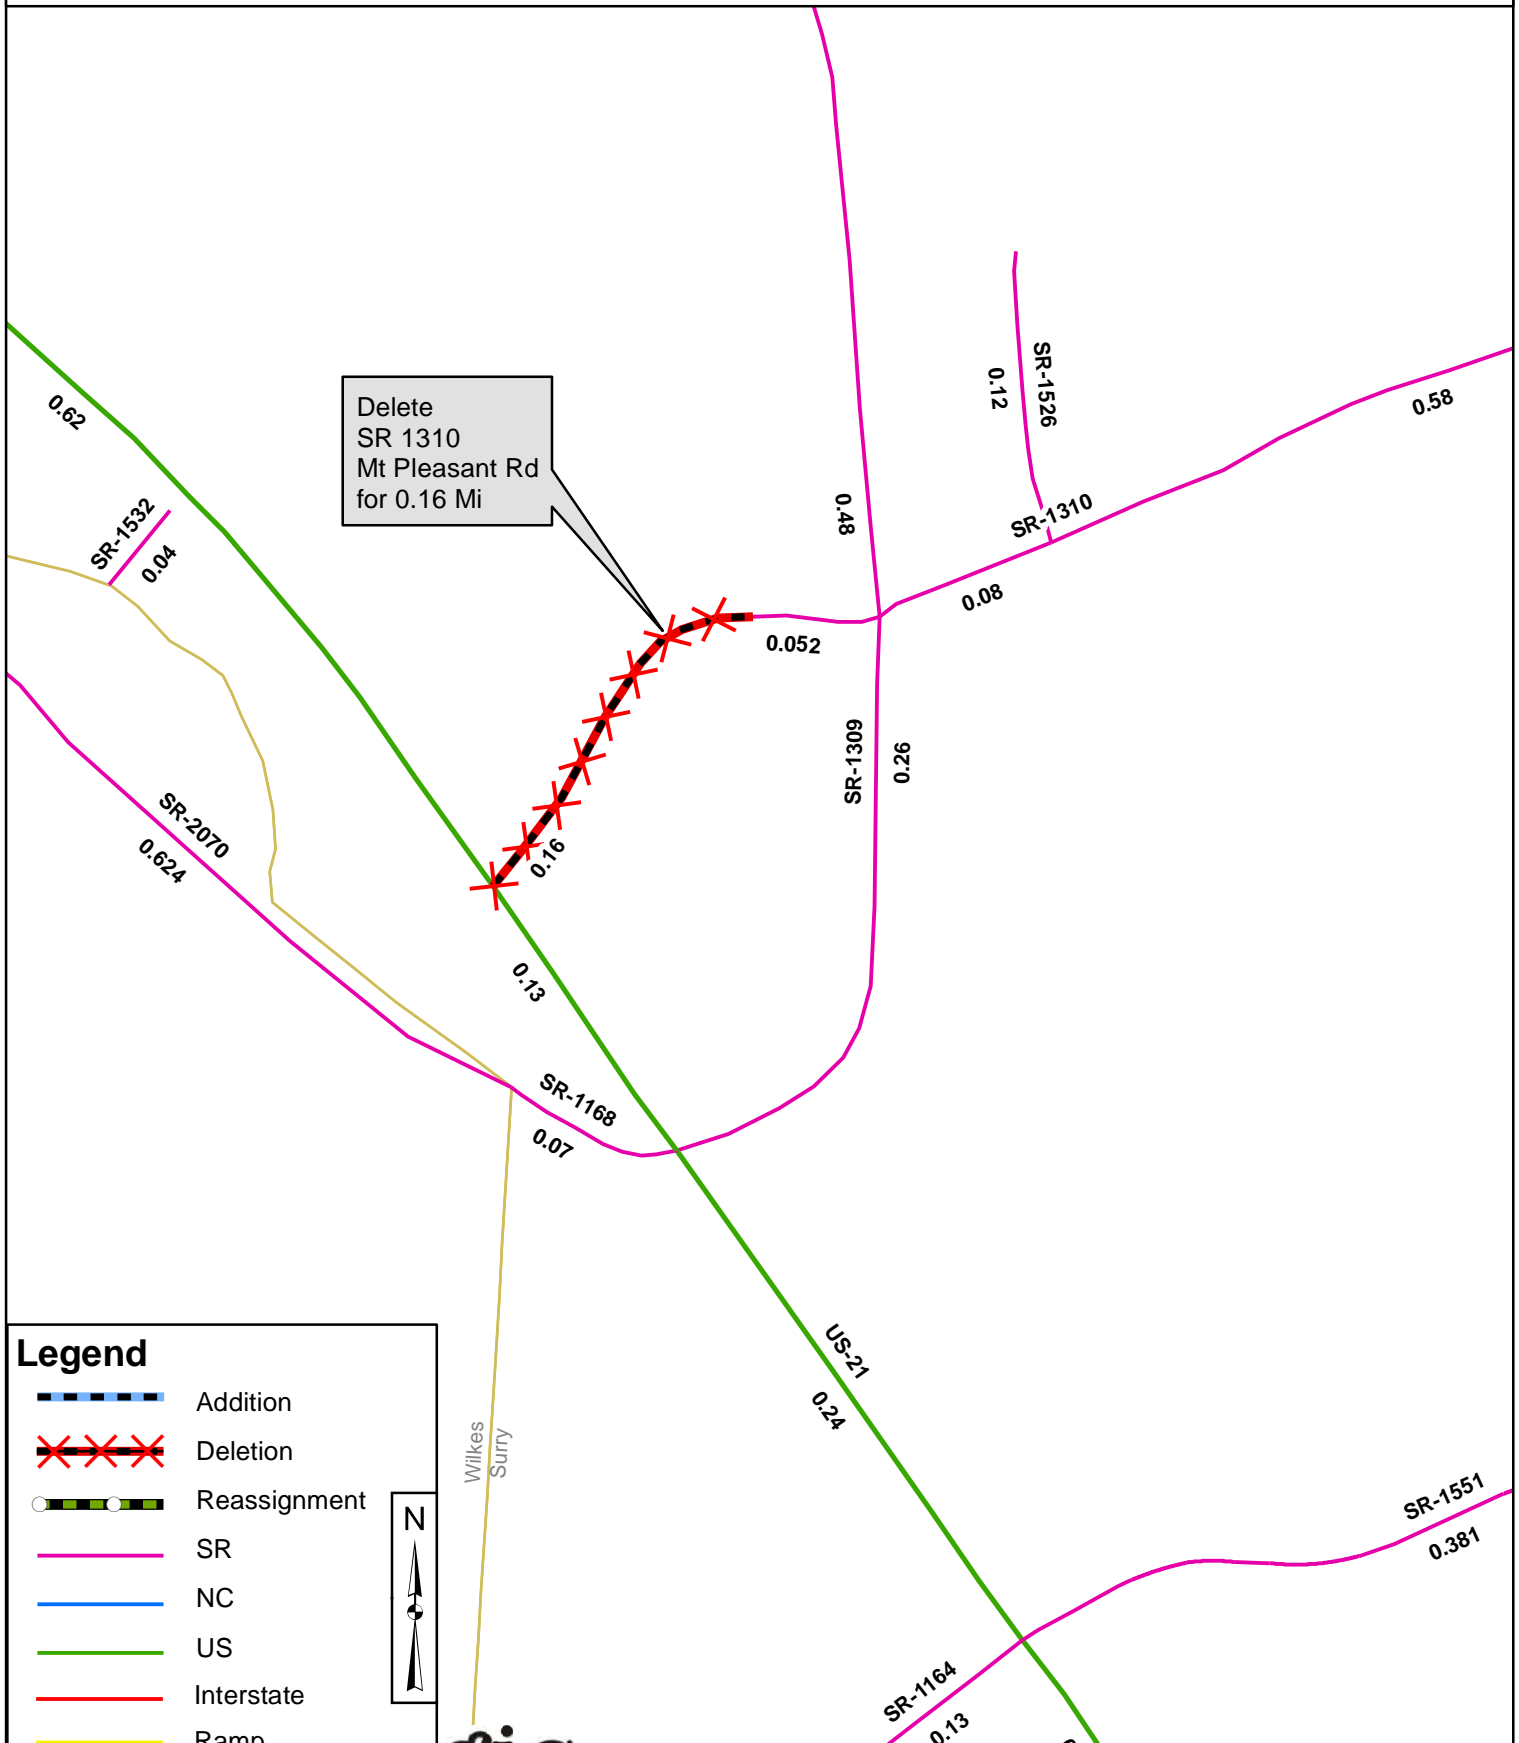 0.62
Delete
SR 1310
Mt Pleasant Rd
for 0.16 Mi
SR-1526
0.12
0.58
0.48
SR-1310
0.08
SR-1532
0.04
0.052
SR-1309
0.26
SR-2070
0.624
0.16
0.13
SR-1168
0.07
US-21
0.24
Wilkes
Surry
SR-1551
0.381
SR-1164
0.13
Legend
Addition
Deletion
Reassignment
SR
NC
US
Interstate
Ramp
N